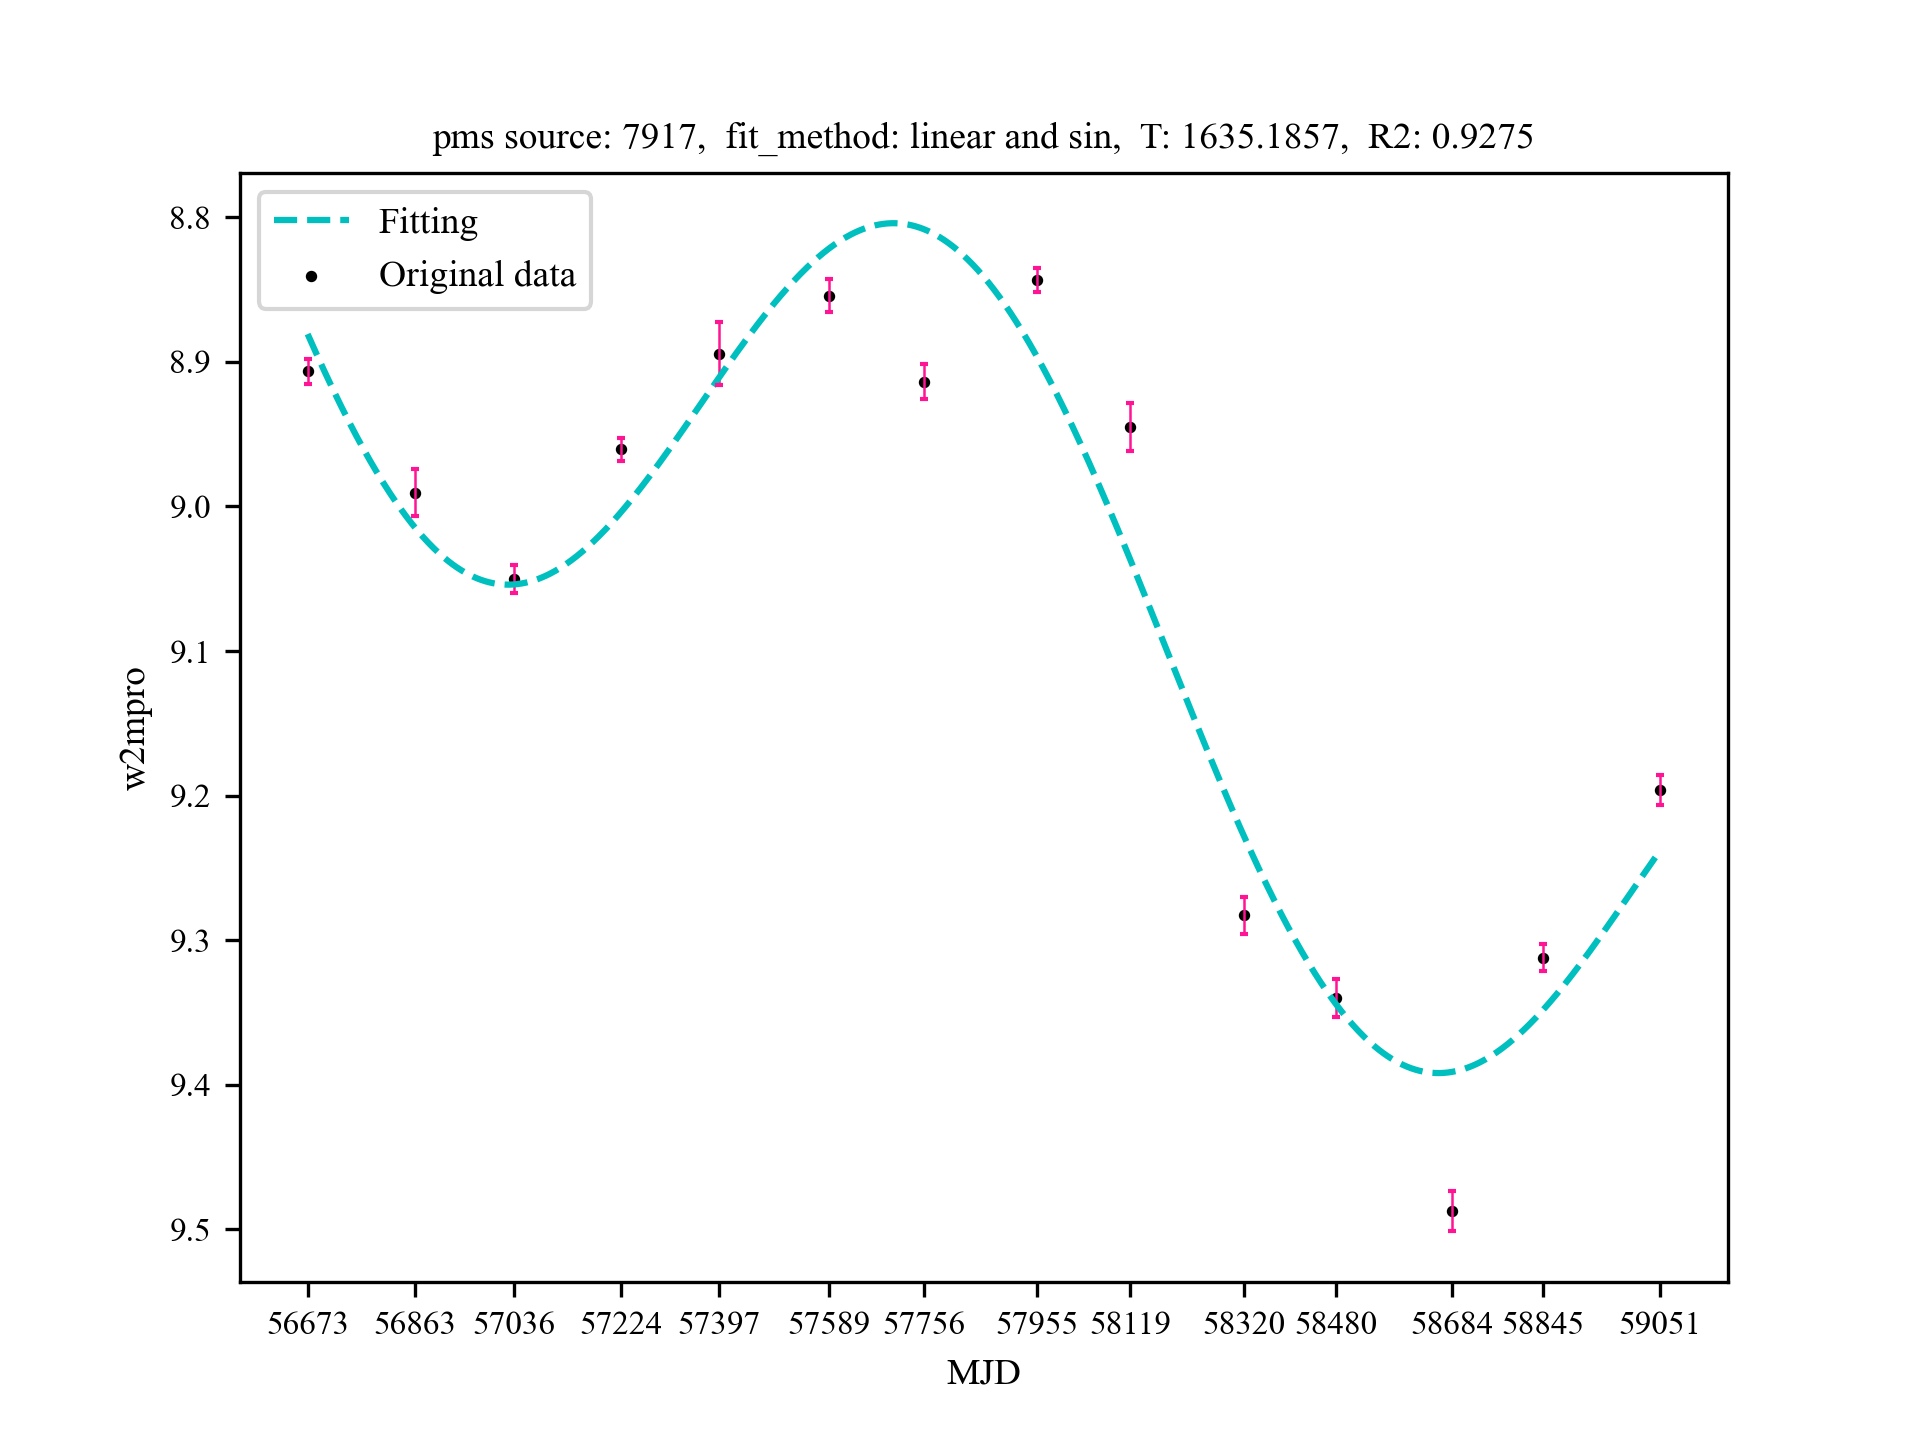 pms source: 7917, fit_method: linear and sin, T: 1635.1857, R2: 0.9275
Fitting
Original data
8.8
8.9
9.0
9.1
9.2
9.3
9.4
9.5
w2mpro
56673 56863 57036 57224 57397 57589 57756 57955 58119 58320 58480 58684 58845 59051
MJD